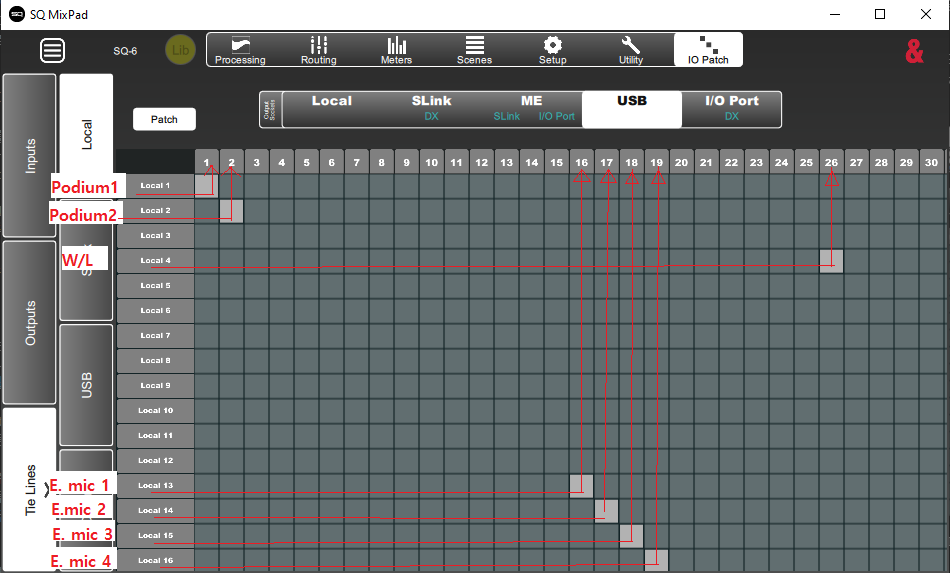 SQ MixPad
SQ-6
Lib
Processing
Routing
Meters
Scenes
Setup
Utility
IO Patch
&
Inputs
Outputs
Tie Lines
Local
USB
Patch
Output Sockets
Local
SLink
DX
ME
SLink I/O Port
USB
I/O Port
DX
1 2 3 4 5 6 7 8 9 10 11 12 13 14 15 16 17 18 19 20 21 22 23 24 25 26 27 28 29 30
Podium1 Local 1
Podium2 Local 2
Local 3
W/L Local 4
Local 5
Local 6
Local 7
Local 8
Local 9
Local 10
Local 11
Local 12
E. mic 1 Local 13
E.mic 2 Local 14
E. mic 3 Local 15
E. mic 4 Local 16